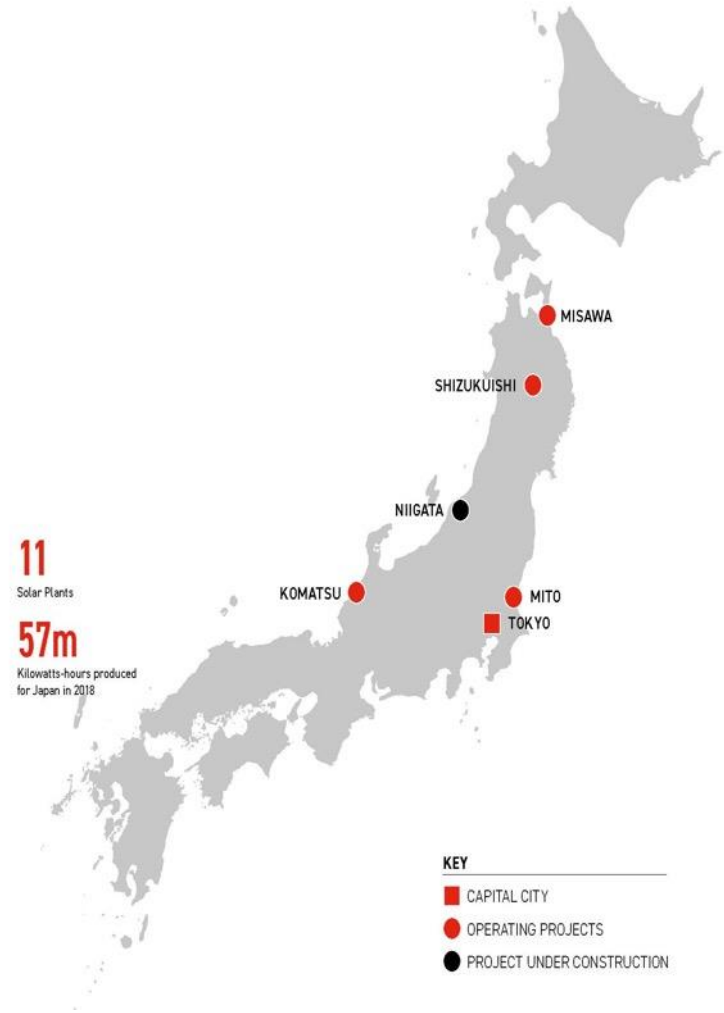 MISAWA
SHIZUKUISHI
NIIGATA
11
Solar Plants
KOMATSU
MITO
TOKYO
57m
Kilowatts-hours produced
for Japan in 2018
KEY
CAPITAL CITY
OPERATING PROJECTS
PROJECT UNDER CONSTRUCTION